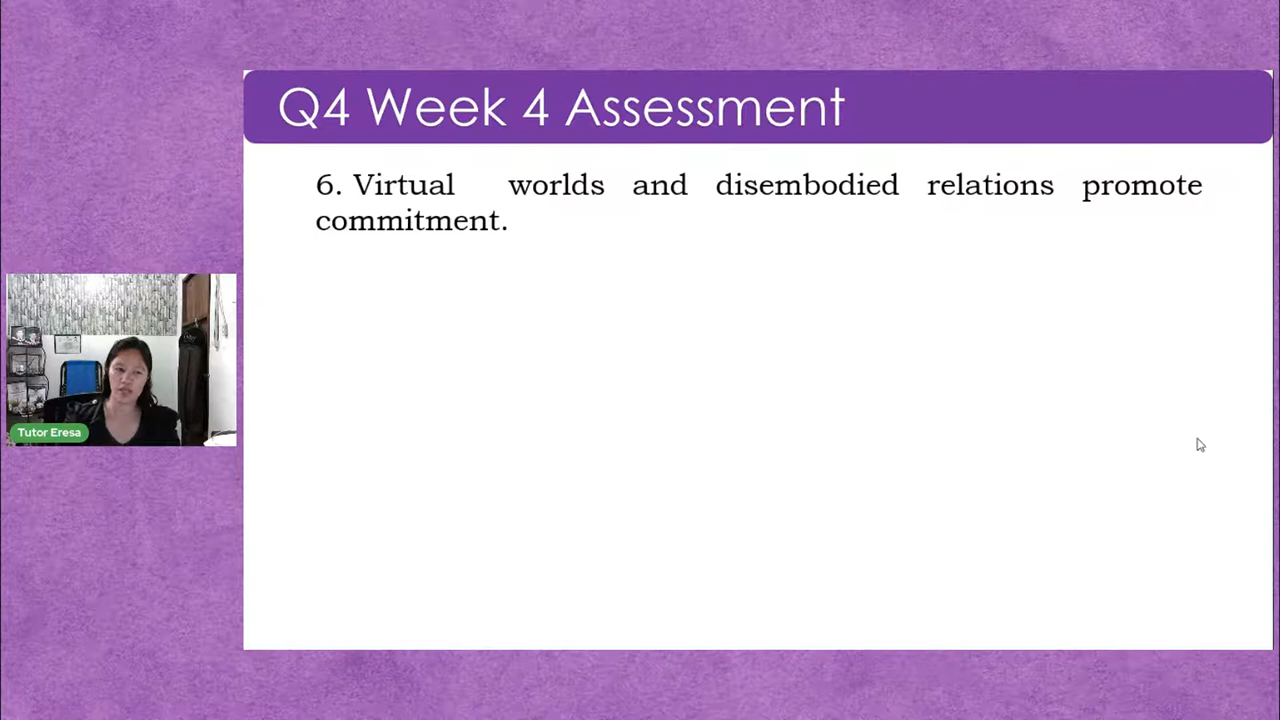 Q4 Week 4 Assessment
6. Virtual worlds and disembodied relations promote
commitment.
Tutor Eresa